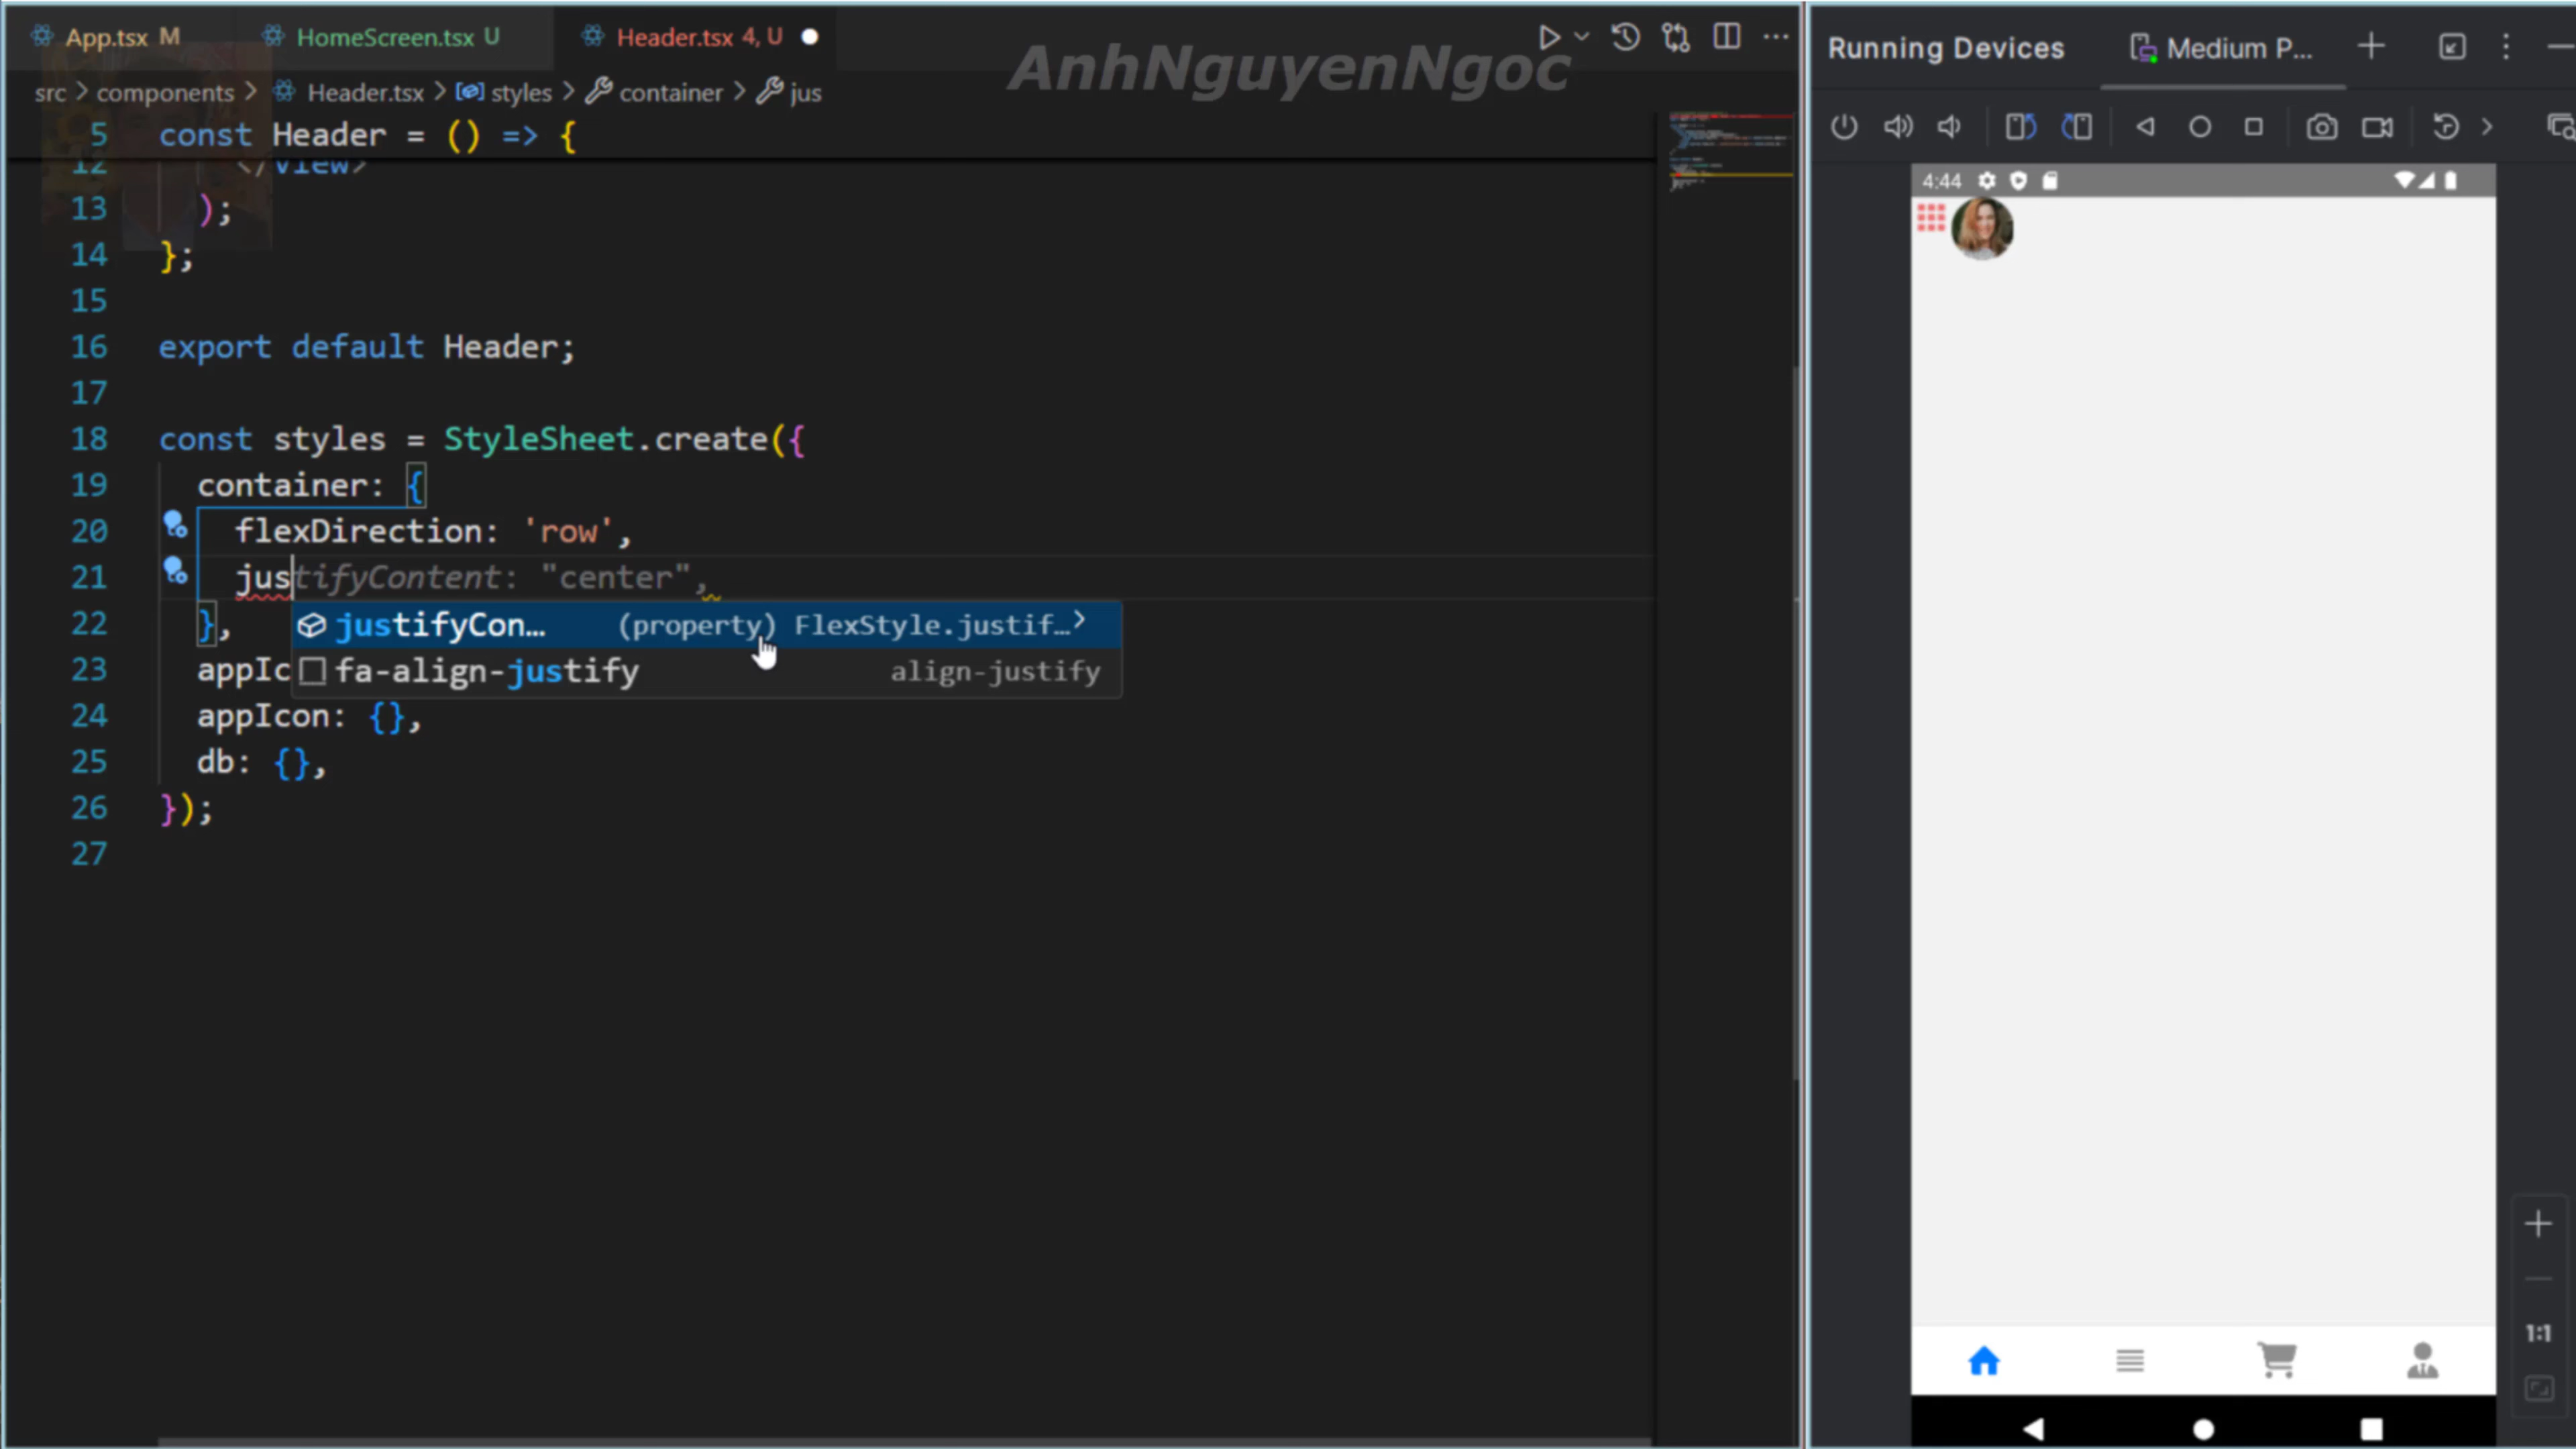 App.tsx M
HomeScreen.tsx U
Header.tsx 4, U
AnhNguyenNgoc
src > components > Header.tsx > styles > container > jus
5 const Header = () => {
12 </View>
13 );
14 };
15
16 export default Header;
17
18 const styles = StyleSheet.create({
19 container: {
20 flexDirection: 'row',
21 justifyContent: "center",
22 },
justifyCon… (property) FlexStyle.justif…
23 appIc
fa-align-justify align-justify
24 appIcon: {},
25 db: {},
26 });
27
Running Devices
Medium P...
4:44
1:1